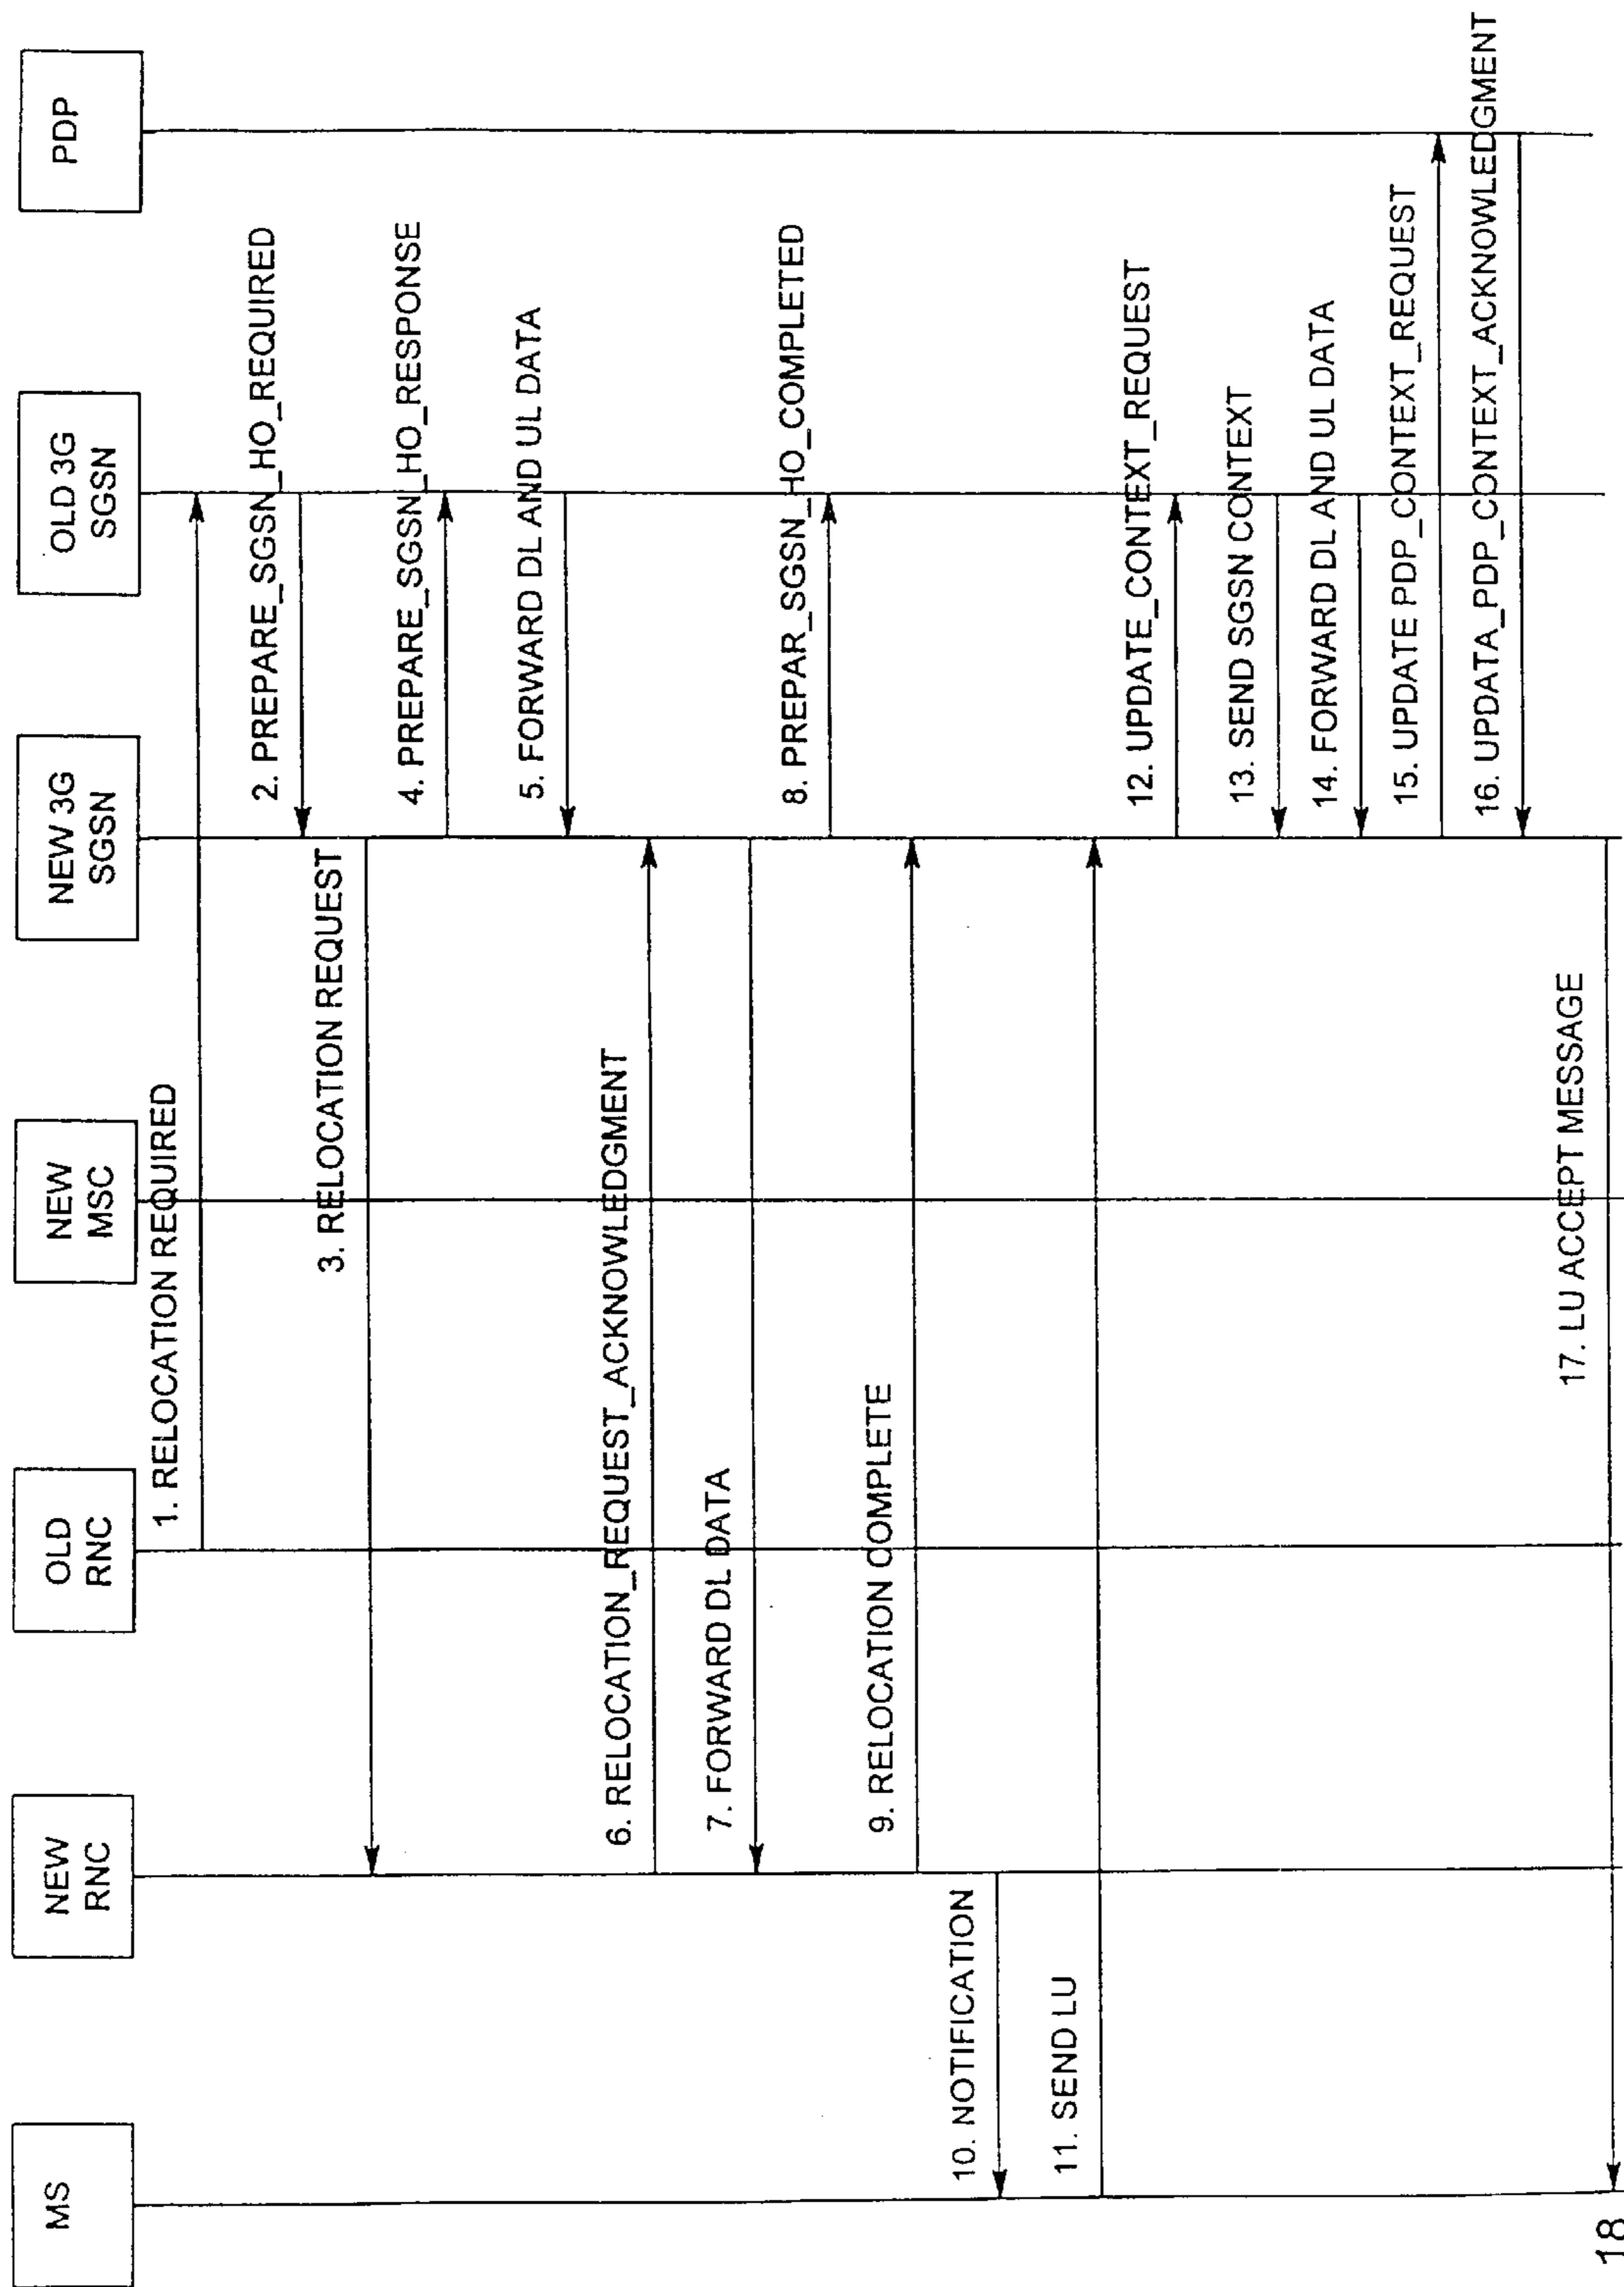 MS
NEW
RNC
OLD
RNC
NEW
MSC
NEW 3G
SGSN
OLD 3G
SGSN
PDP
1. RELOCATION REQUIRED
2. PREPARE_SGSN_HO_REQUIRED
3. RELOCATION REQUEST
4. PREPARE_SGSN_HO_RESPONSE
5. FORWARD DL AND UL DATA
6. RELOCATION_REQUEST_ACKNOWLEDGMENT
7. FORWARD DL DATA
8. PREPAR_SGSN_HO_COMPLETED
9. RELOCATION COMPLETE
10. NOTIFICATION
11. SEND LU
12. UPDATE_CONTEXT_REQUEST
13. SEND SGSN CONTEXT
14. FORWARD DL AND UL DATA
15. UPDATE PDP_CONTEXT_REQUEST
16. UPDATA_PDP_CONTEXT_ACKNOWLEDGMENT
17. LU ACCEPT MESSAGE
18